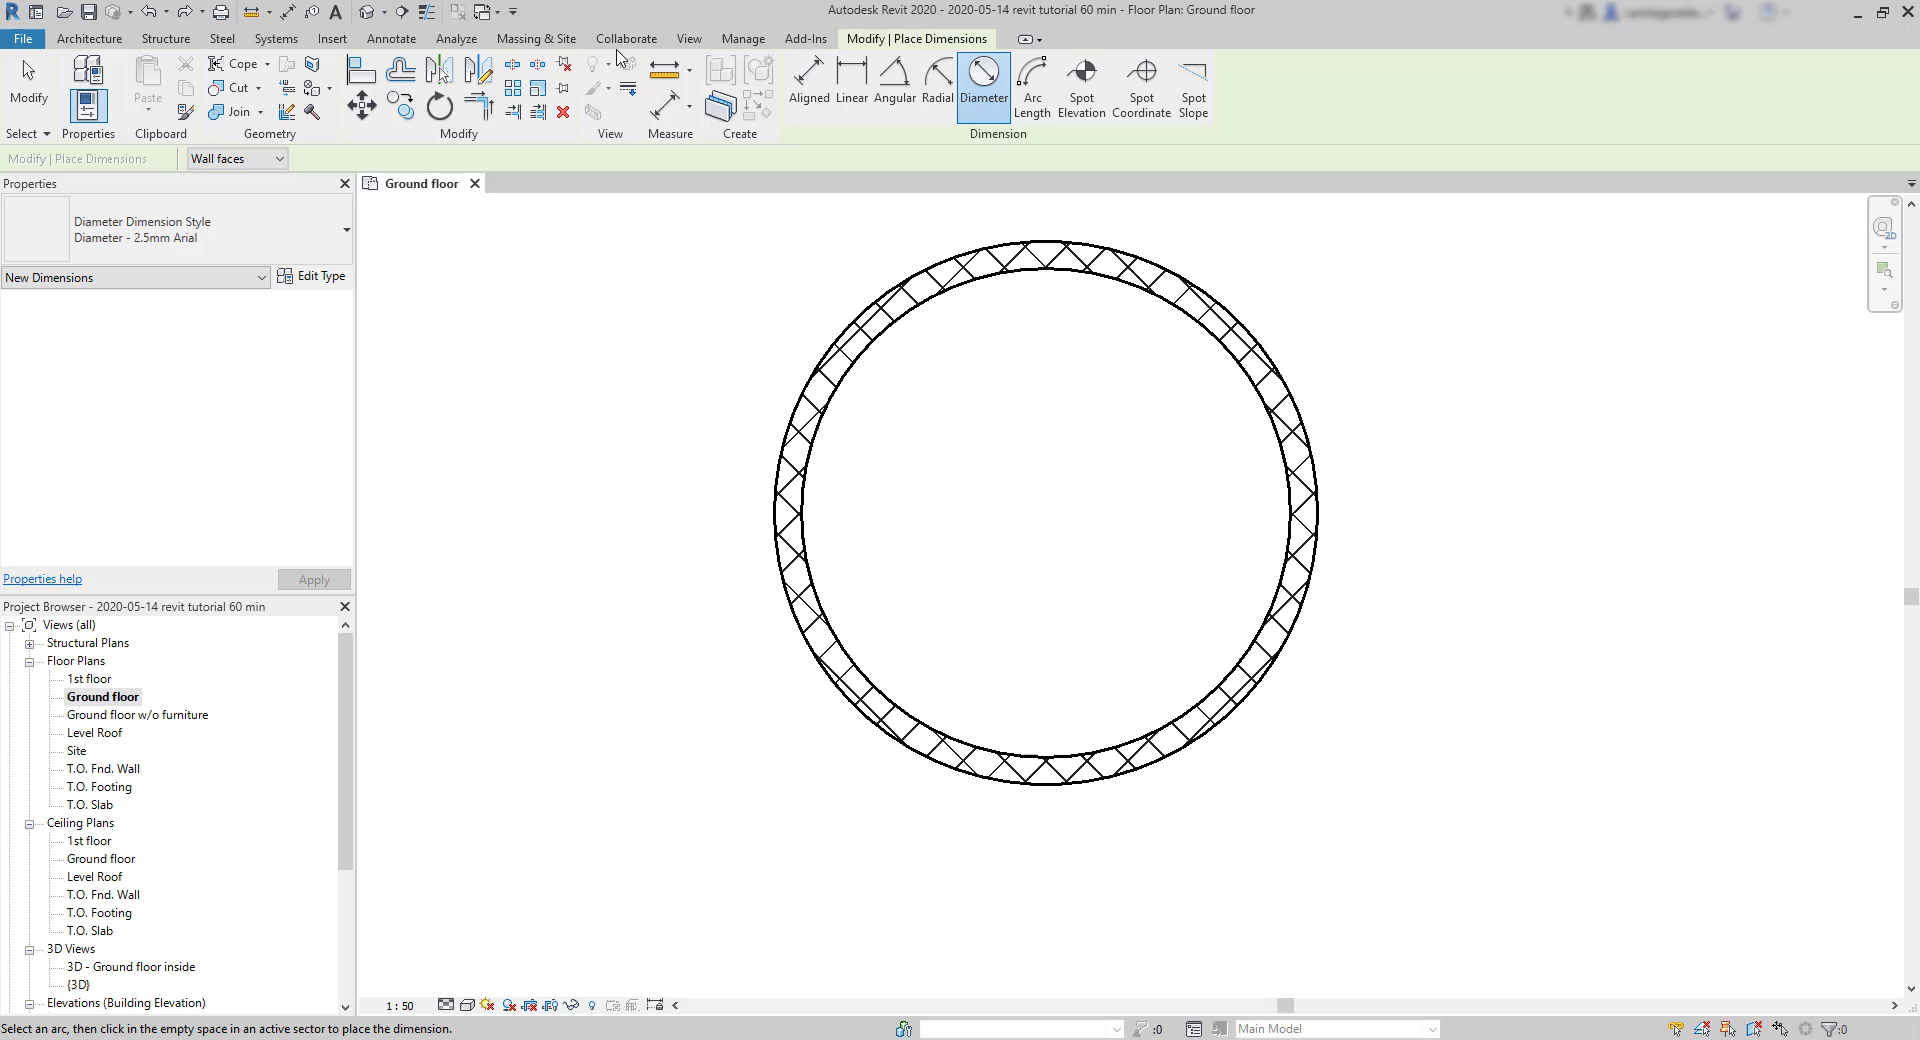 Autodesk Revit 2020 - 2020-05-14 revit tutorial 60 min - Floor Plan: Ground floor
File Architecture Structure Steel Systems Insert Annotate Analyze Massing & Site Collaborate View Manage Add-Ins Modify | Place Dimensions
Modify
Paste
Cope
Cut
Join
Aligned Linear Angular Radial Diameter Arc Length Spot Elevation Spot Coordinate Spot Slope
Select Properties Clipboard Geometry Modify View Measure Create Dimension
Modify | Place Dimensions Wall faces
Properties
Ground floor
Diameter Dimension Style
Diameter - 2.5mm Arial
New Dimensions Edit Type
2D
Properties help Apply
Project Browser - 2020-05-14 revit tutorial 60 min
Views (all)
Structural Plans
Floor Plans
1st floor
Ground floor
Ground floor w/o furniture
Level Roof
Site
T.O. Fnd. Wall
T.O. Footing
T.O. Slab
Ceiling Plans
1st floor
Ground floor
Level Roof
T.O. Fnd. Wall
T.O. Footing
T.O. Slab
3D Views
3D - Ground floor inside
{3D}
Elevations (Building Elevation)
1 : 50
Select an arc, then click in the empty space in an active sector to place the dimension.
:0
Main Model
:0